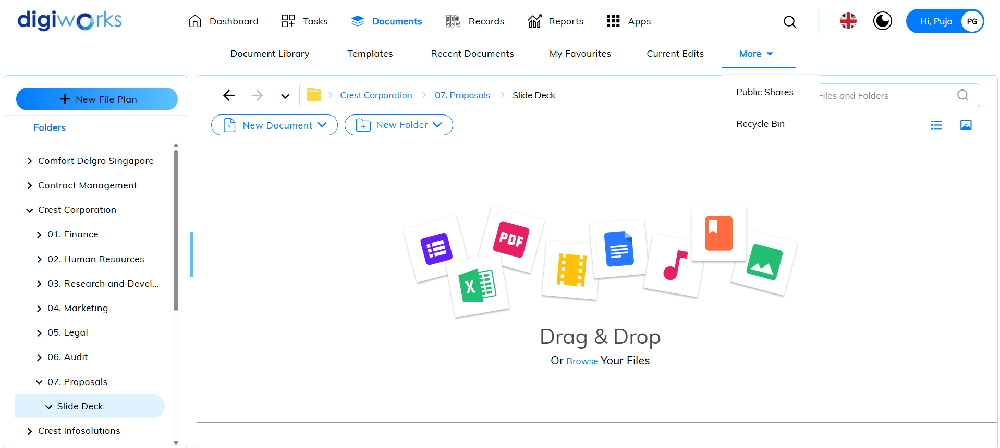 digiworks
Dashboard
Tasks
Documents
Records
Reports
Apps
Hi, Puja
PG
Document Library
Templates
Recent Documents
My Favourites
Current Edits
More
Public Shares
Recycle Bin
New File Plan
Folders
Comfort Delgro Singapore
Contract Management
Crest Corporation
01. Finance
02. Human Resources
03. Research and Devel...
04. Marketing
05. Legal
06. Audit
07. Proposals
Slide Deck
Crest Infosolutions
Crest Corporation
07. Proposals
Slide Deck
Files and Folders
New Document
New Folder
PDF
X
Drag & Drop
Or Browse Your Files